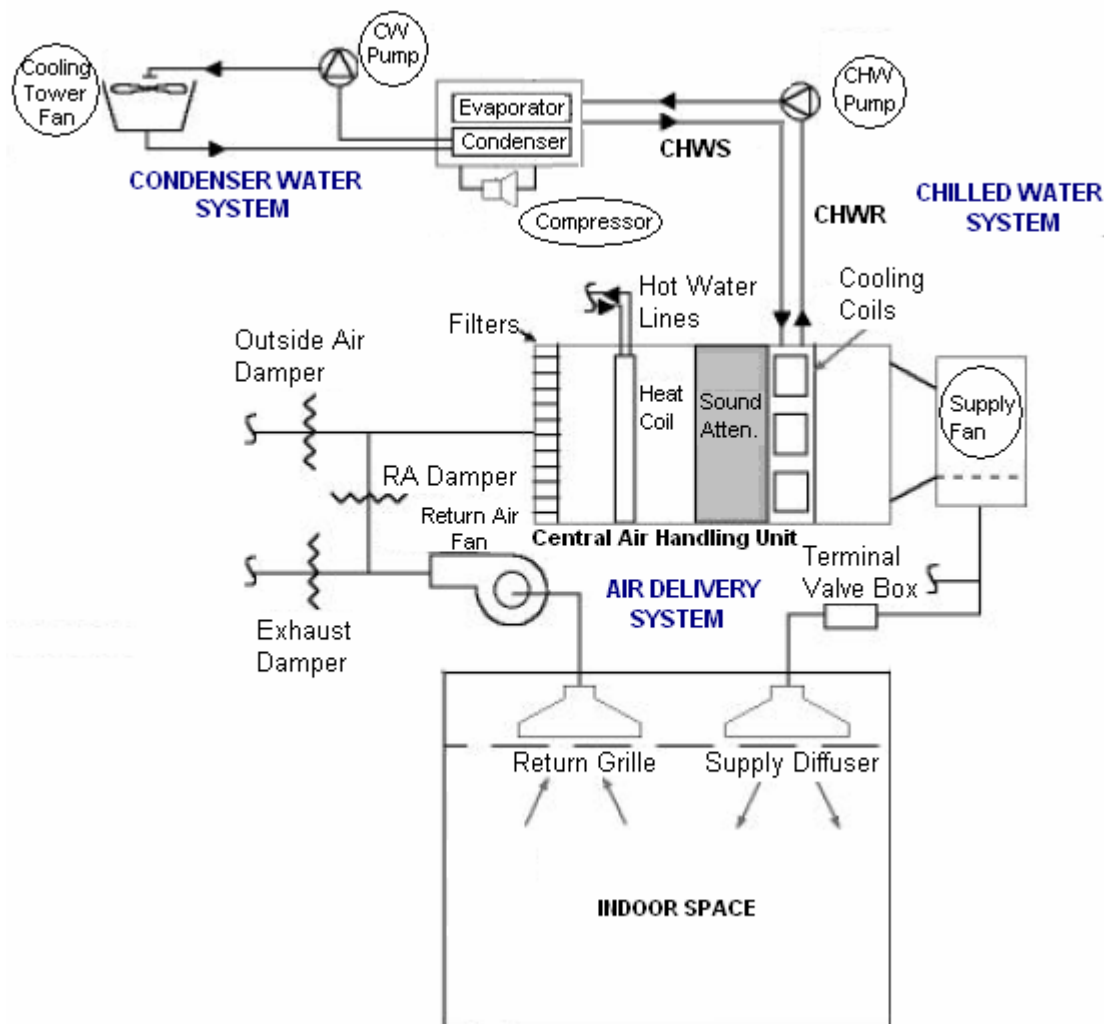 CW
Pump
Cooling
Tower
Fan
CHW
Pump
Evaporator
Condenser
CHWS
CONDENSER WATER
SYSTEM
Compressor
CHWR
CHILLED WATER
SYSTEM
Hot Water
Lines
Cooling
Coils
Filters
Outside Air
Damper
Heat
Coil
Sound
Atten.
Supply
Fan
RA Damper
Return Air
Fan
Central Air Handling Unit
Terminal
Valve Box
AIR DELIVERY
SYSTEM
Exhaust
Damper
Return Grille
Supply Diffuser
INDOOR SPACE